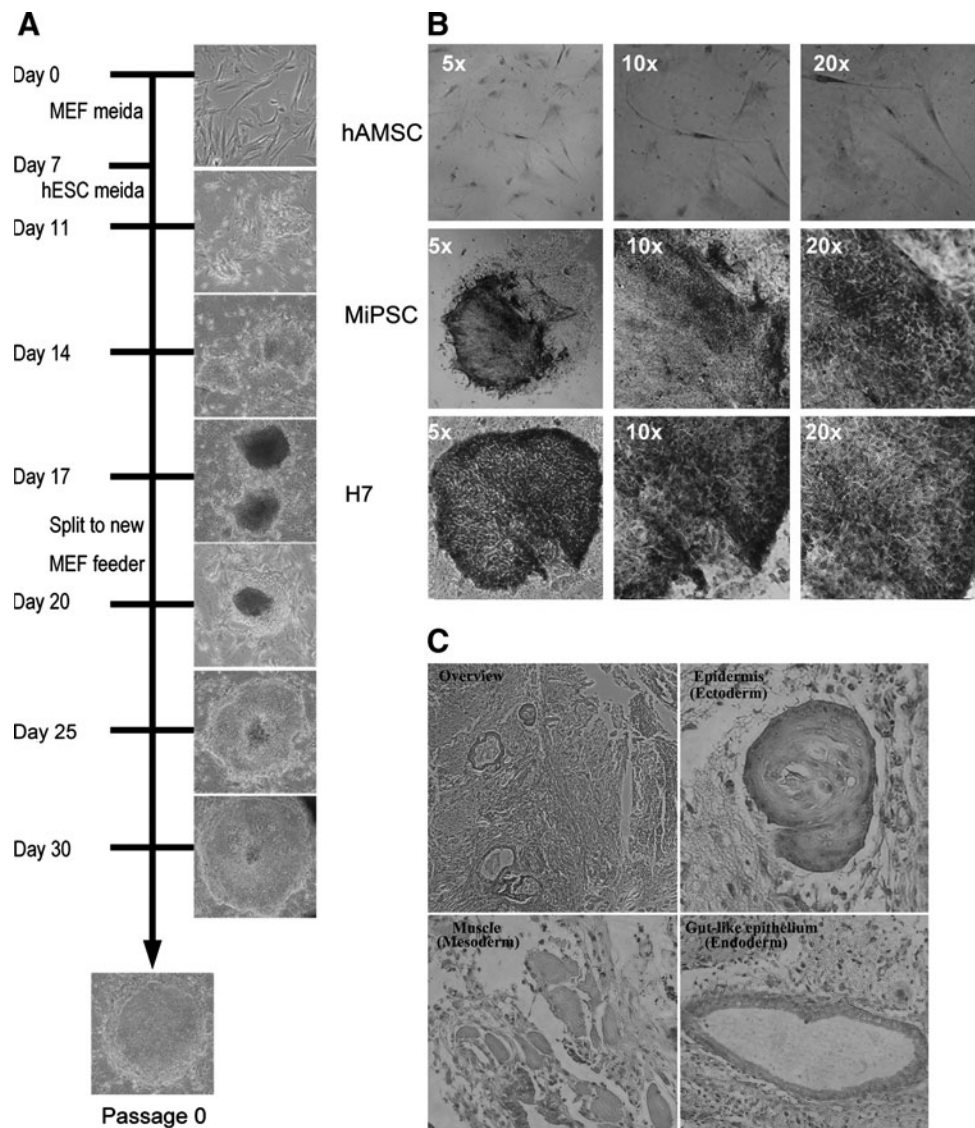 A
Day 0
MEF meida
Day 7
hESC meida
Day 11
Day 14
Day 17
Split to new
MEF feeder
Day 20
Day 25
Day 30
Passage 0
B
5x
10x
20x
hAMSC
5x
10x
20x
MiPSC
5x
10x
20x
H7
C
Overview
Epidermis
(Ectoderm)
Muscle
(Mesoderm)
Gut-like epithelium
(Endoderm)